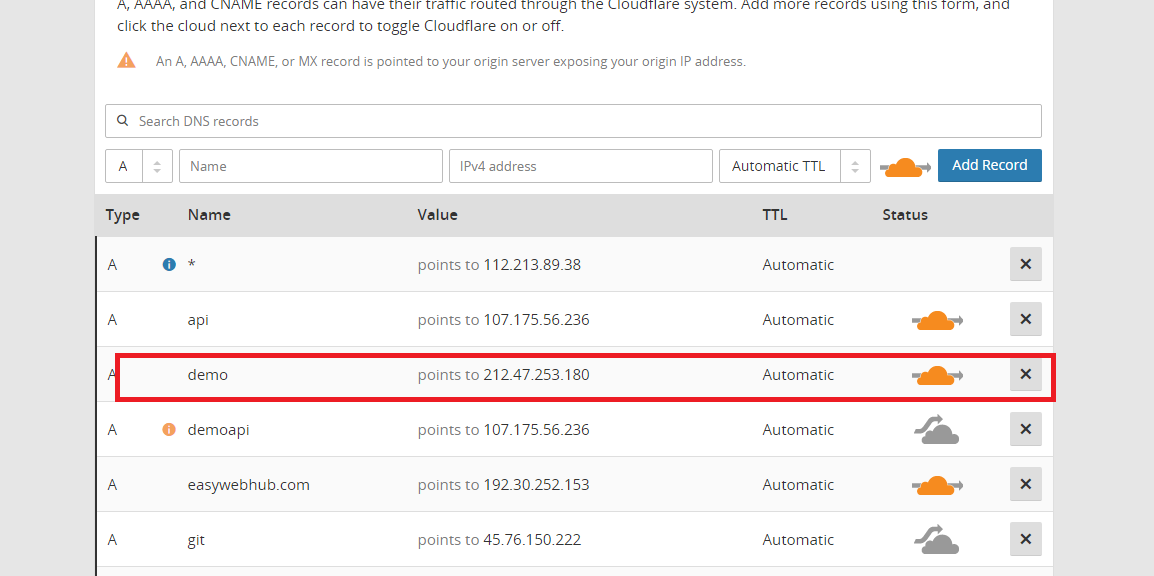 A, AAAA, and CNAME records can have their traffic routed through the Cloudflare system. Add more records using this form, and
click the cloud next to each record to toggle Cloudflare on or off.
An A, AAAA, CNAME, or MX record is pointed to your origin server exposing your origin IP address.
Search DNS records
A Name IPv4 address Automatic TTL Add Record
Type Name Value TTL Status
A * points to 112.213.89.38 Automatic
A api points to 107.175.56.236 Automatic
A demo points to 212.47.253.180 Automatic
A demoapi points to 107.175.56.236 Automatic
A easywebhub.com points to 192.30.252.153 Automatic
A git points to 45.76.150.222 Automatic